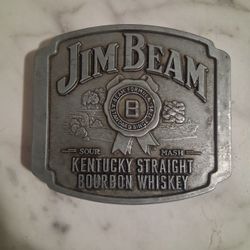 JIM BEAM
B
SOUR MASH
KENTUCKY STRAIGHT
BOURBON WHISKEY